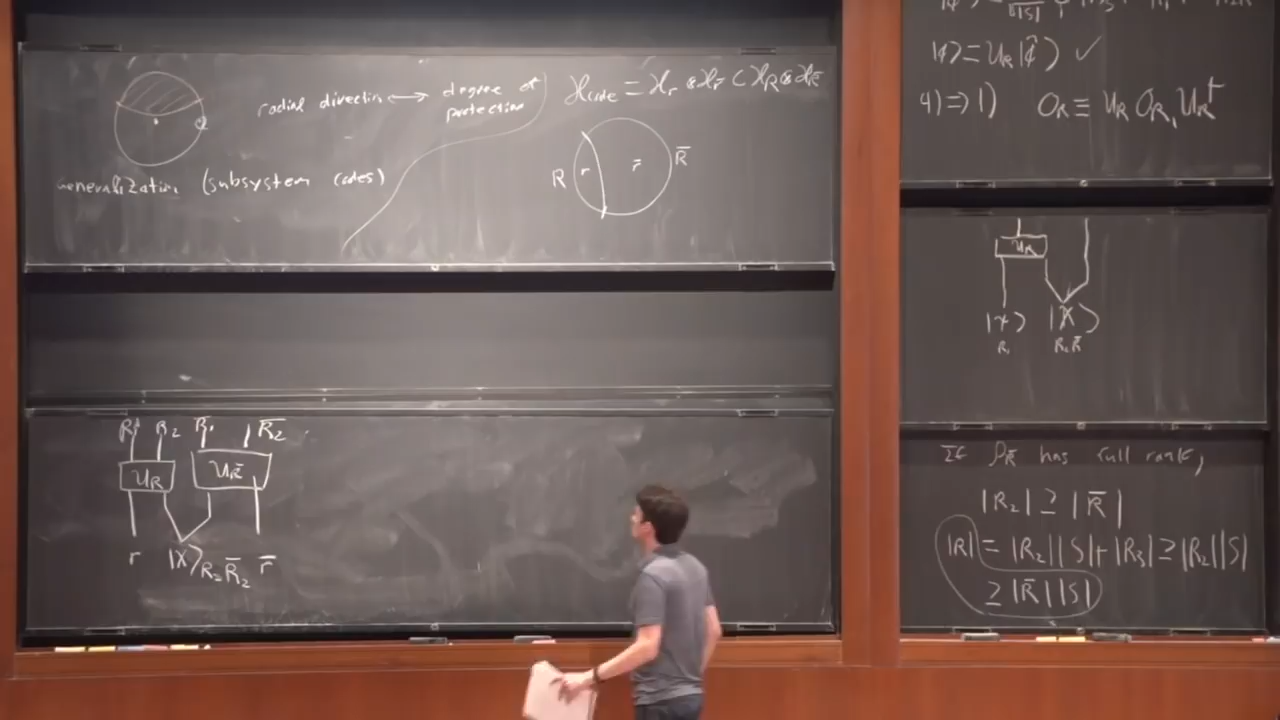 radial direction ⟷ degree of protection
Generalization (subsystem codes)
H_code = H_r ⊗ H_r̄ ⊂ H_R ⊗ H_R̄
R r r̄ R̄
R₁ R₂ R̄₁ R̄₂
U_R U_R̄
r |χ⟩_R₂R̄₂ r̄
|φ⟩ = U_R |φ̃⟩ ✓
4) ⇒ 1) O_R ≡ U_R O_R₁ U_R†
U_R
|χ⟩
R₂R̄
If ρ_R̄ has full rank,
|R₂| ≥ |R̄|
|R| = |R₂||S| + |R₃| ≥ |R₂||S|
≥ |R̄||S|